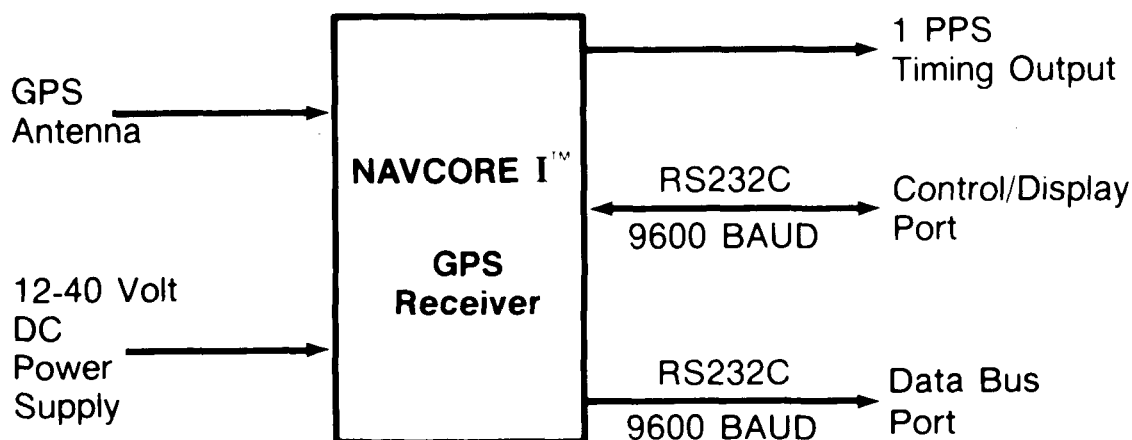 GPS
Antenna
12-40 Volt
DC
Power
Supply
NAVCORE I™
GPS
Receiver
1 PPS
Timing Output
RS232C
9600 BAUD
Control/Display
Port
RS232C
9600 BAUD
Data Bus
Port